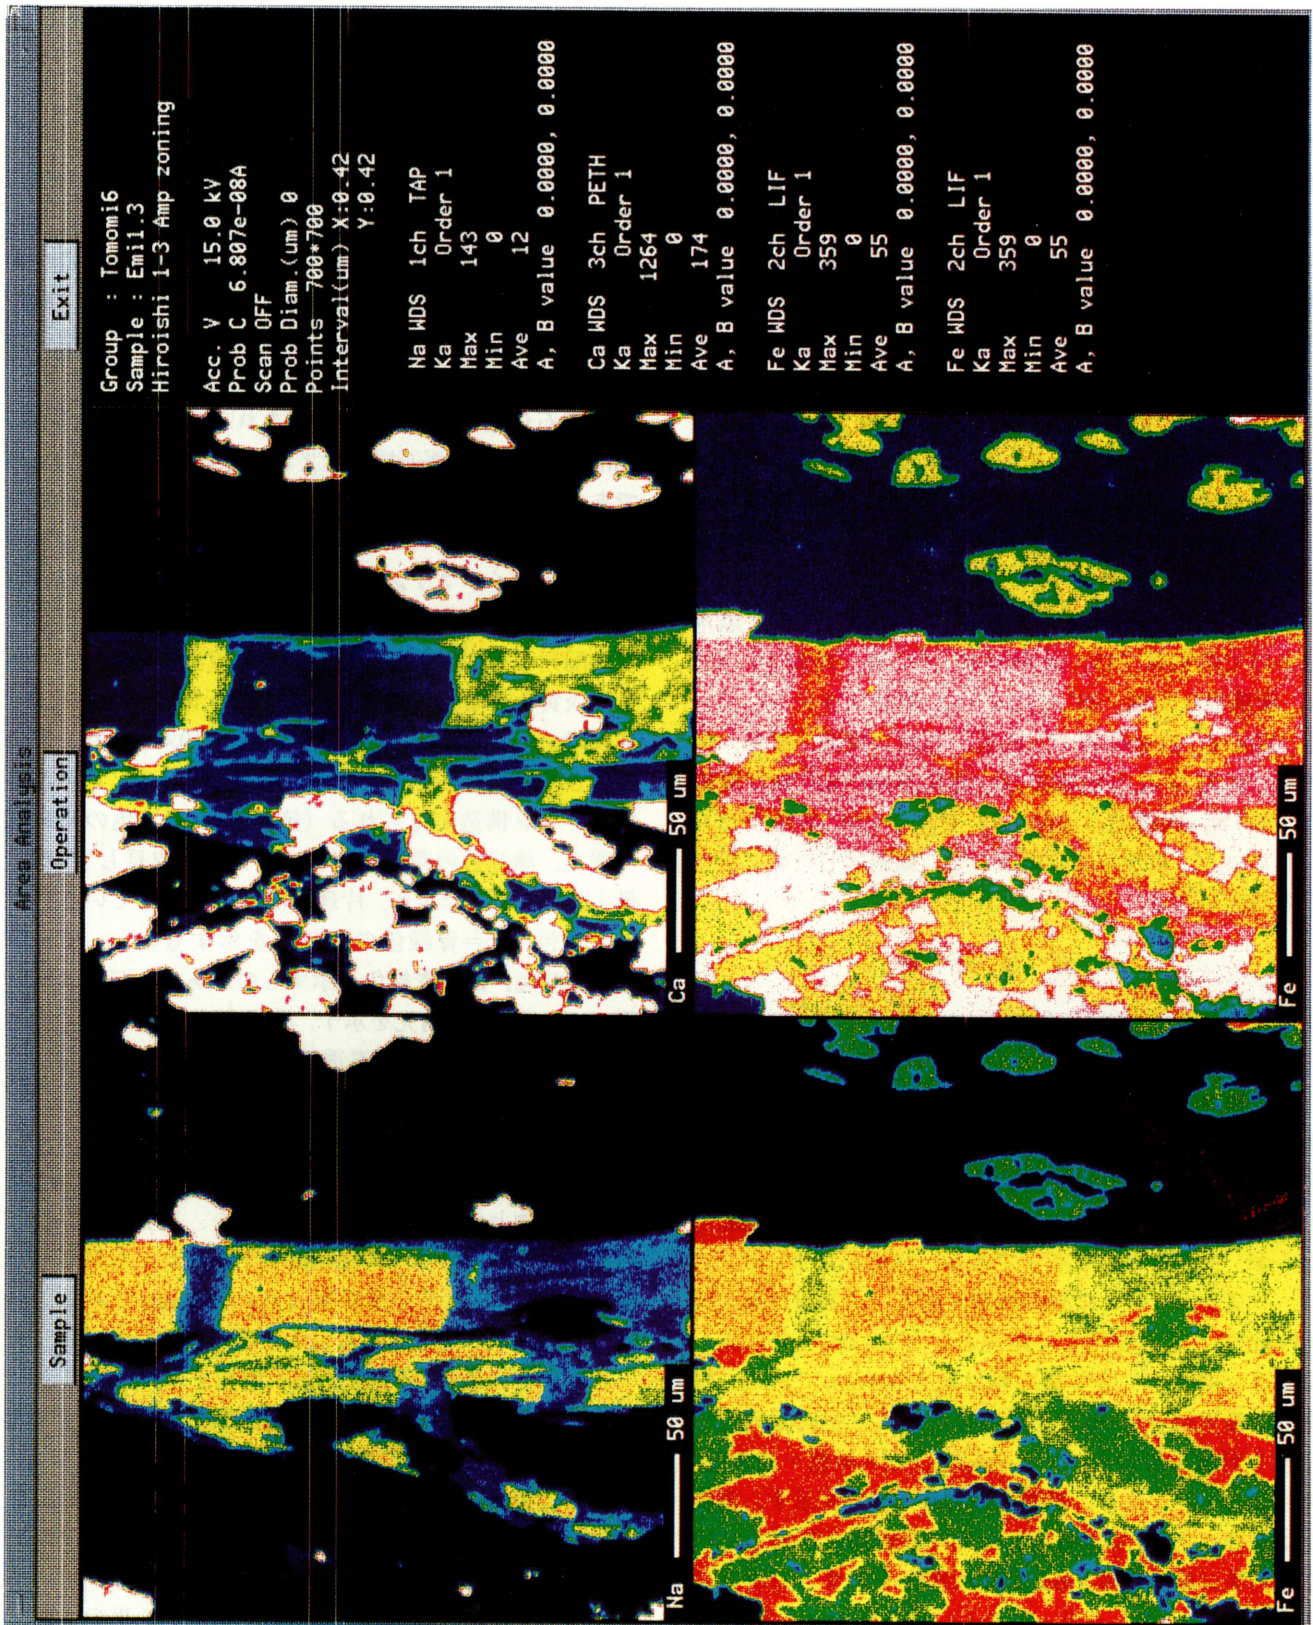 Area Analysis
Sample
Operation
Exit
Group : Tomomi6
Sample : Emi1.3
Hiroishi 1-3 Amp zoning
Acc. V 15.0 kV
Prob C 6.807e-08A
Scan OFF
Prob Diam.(um) 0
Points 700*700
Interval(um) X:0.42
Y:0.42
Na WDS 1ch TAP
Ka Order 1
Max 143
Min 0
Ave 12
A, B value 0.0000, 0.0000
Ca WDS 3ch PETH
Ka Order 1
Max 1264
Min 0
Ave 174
A, B value 0.0000, 0.0000
Fe WDS 2ch LIF
Ka Order 1
Max 359
Min 0
Ave 55
A, B value 0.0000, 0.0000
Fe WDS 2ch LIF
Ka Order 1
Max 359
Min 0
Ave 55
A, B value 0.0000, 0.0000
Na 50 um
Ca 50 um
Fe 50 um
Fe 50 um